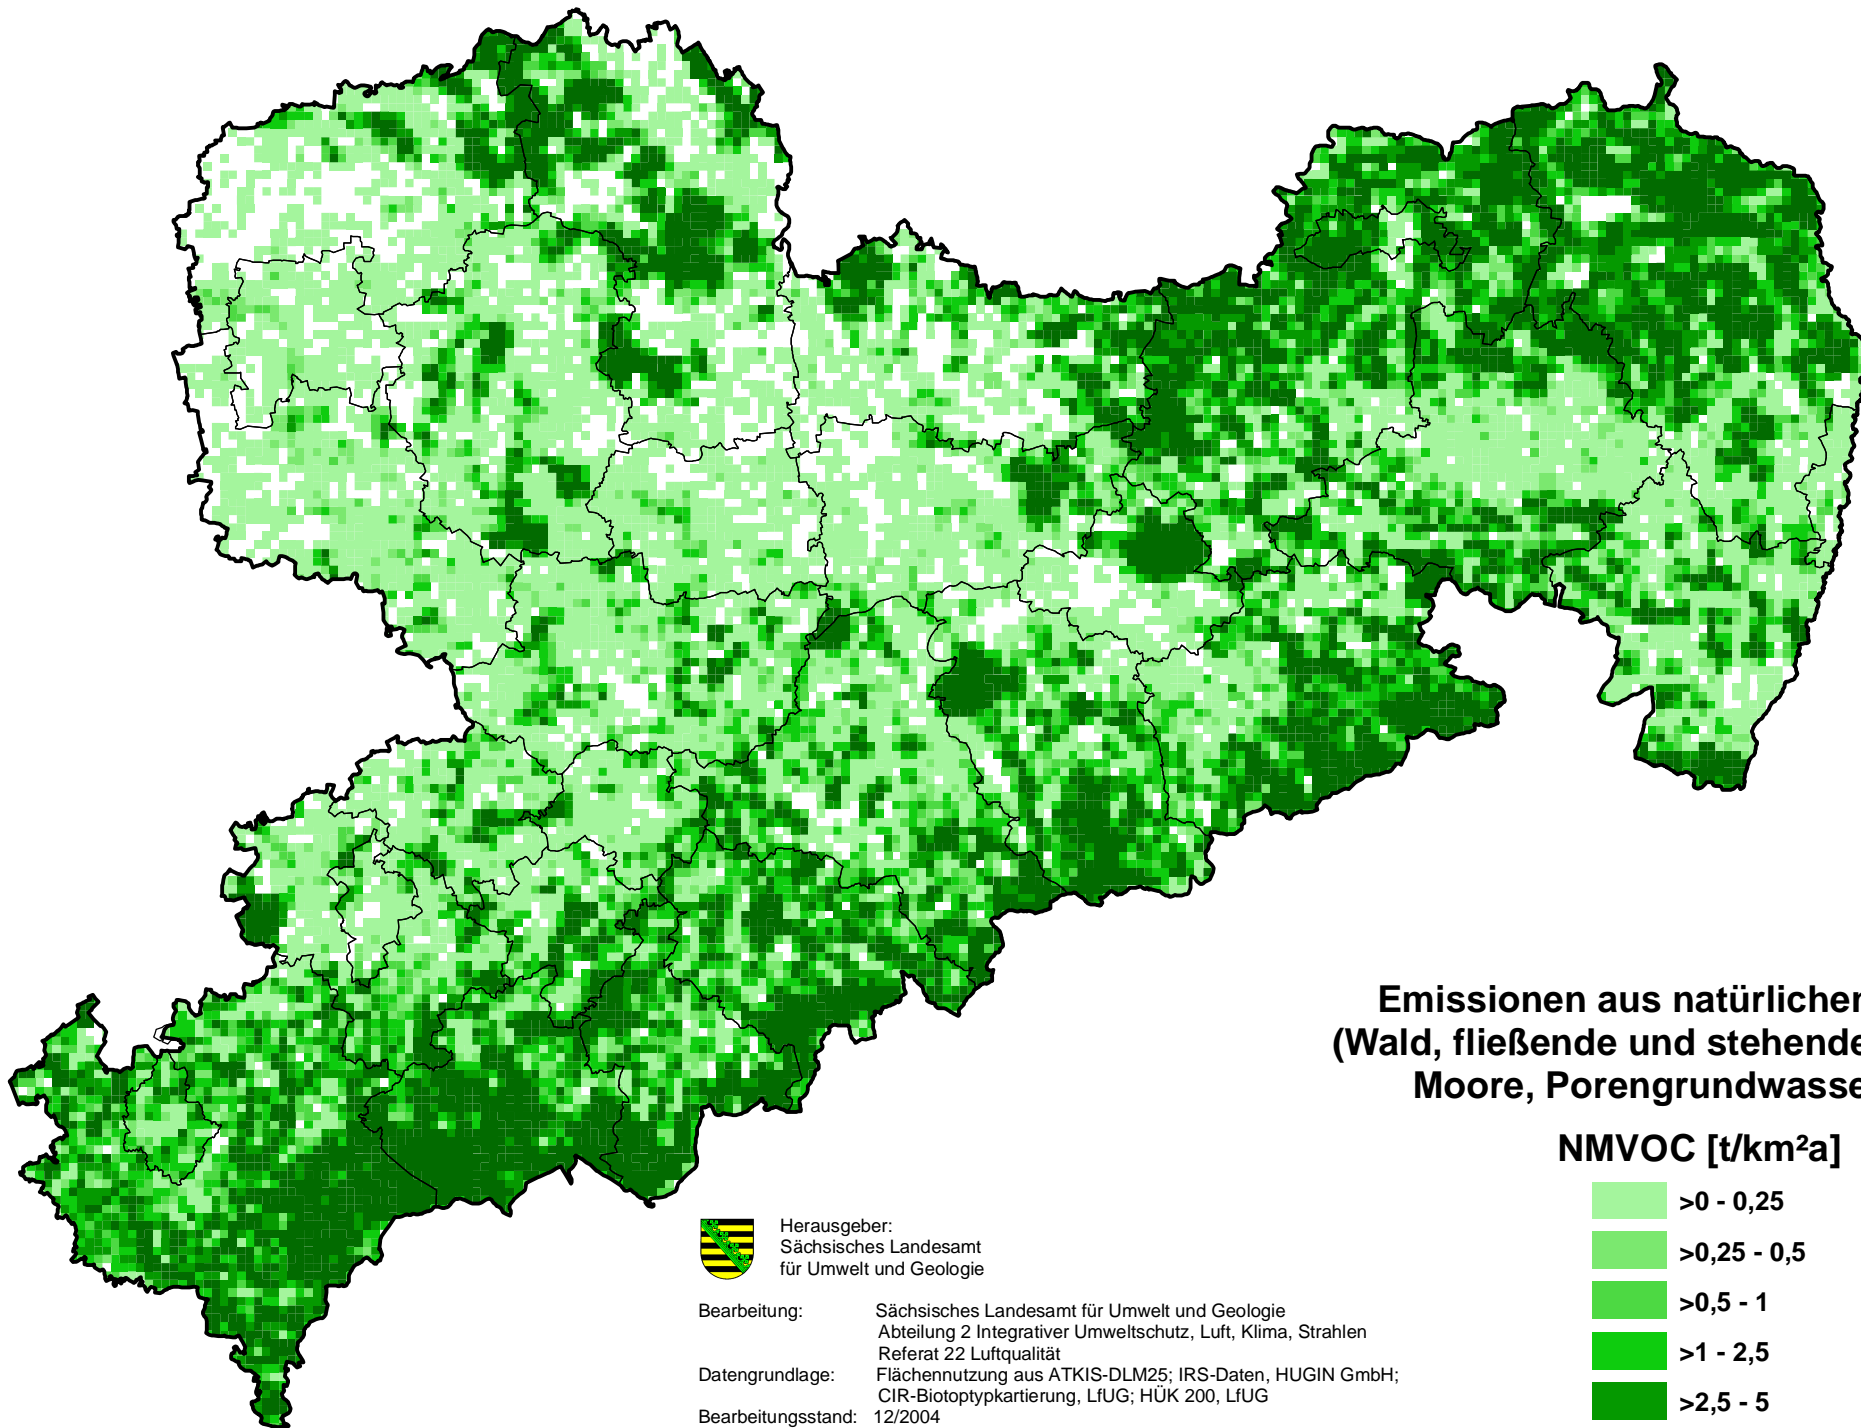 Emissionen aus natürlichen
(Wald, fließende und stehende
Moore, Porengrundwasse
NMVOC [t/km²a]
>0 - 0,25
>0,25 - 0,5
>0,5 - 1
>1 - 2,5
>2,5 - 5
Herausgeber:
Sächsisches Landesamt
für Umwelt und Geologie
Bearbeitung: Sächsisches Landesamt für Umwelt und Geologie
Abteilung 2 Integrativer Umweltschutz, Luft, Klima, Strahlen
Referat 22 Luftqualität
Datengrundlage: Flächennutzung aus ATKIS-DLM25; IRS-Daten, HUGIN GmbH;
CIR-Biotoptypkartierung, LfUG; HÜK 200, LfUG
Bearbeitungsstand: 12/2004